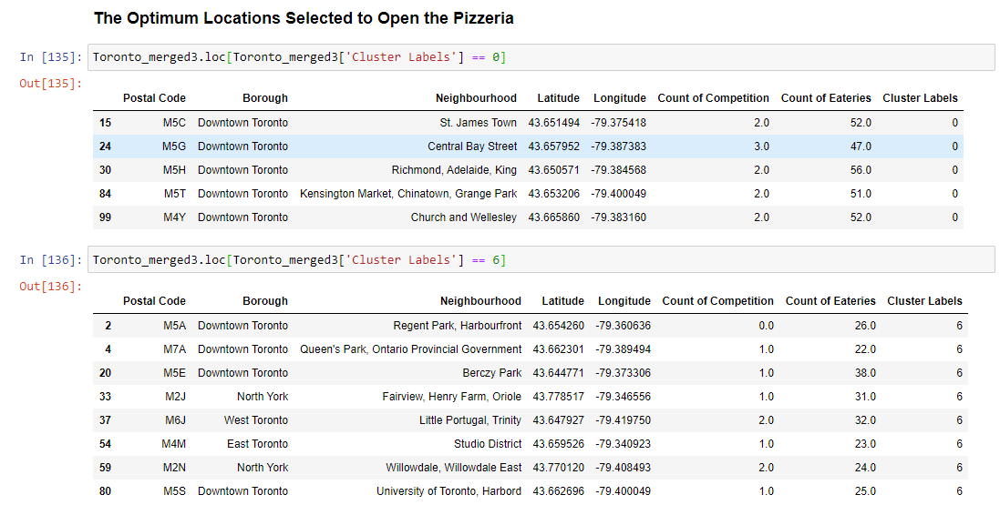 The Optimum Locations Selected to Open the Pizzeria
In [135]: Toronto_merged3.loc[Toronto_merged3['Cluster Labels'] == 0]
Out[135]:
Postal Code Borough Neighbourhood Latitude Longitude Count of Competition Count of Eateries Cluster Labels
15 M5C Downtown Toronto St. James Town 43.651494 -79.375418 2.0 52.0 0
24 M5G Downtown Toronto Central Bay Street 43.657952 -79.387383 3.0 47.0 0
30 M5H Downtown Toronto Richmond, Adelaide, King 43.650571 -79.384568 2.0 56.0 0
84 M5T Downtown Toronto Kensington Market, Chinatown, Grange Park 43.653206 -79.400049 2.0 51.0 0
99 M4Y Downtown Toronto Church and Wellesley 43.665860 -79.383160 2.0 52.0 0
In [136]: Toronto_merged3.loc[Toronto_merged3['Cluster Labels'] == 6]
Out[136]:
Postal Code Borough Neighbourhood Latitude Longitude Count of Competition Count of Eateries Cluster Labels
2 M5A Downtown Toronto Regent Park, Harbourfront 43.654260 -79.360636 0.0 26.0 6
4 M7A Downtown Toronto Queen's Park, Ontario Provincial Government 43.662301 -79.389494 1.0 22.0 6
20 M5E Downtown Toronto Berczy Park 43.644771 -79.373306 1.0 38.0 6
33 M2J North York Fairview, Henry Farm, Oriole 43.778517 -79.346556 1.0 31.0 6
37 M6J West Toronto Little Portugal, Trinity 43.647927 -79.419750 2.0 32.0 6
54 M4M East Toronto Studio District 43.659526 -79.340923 1.0 23.0 6
59 M2N North York Willowdale, Willowdale East 43.770120 -79.408493 2.0 24.0 6
80 M5S Downtown Toronto University of Toronto, Harbord 43.662696 -79.400049 1.0 25.0 6